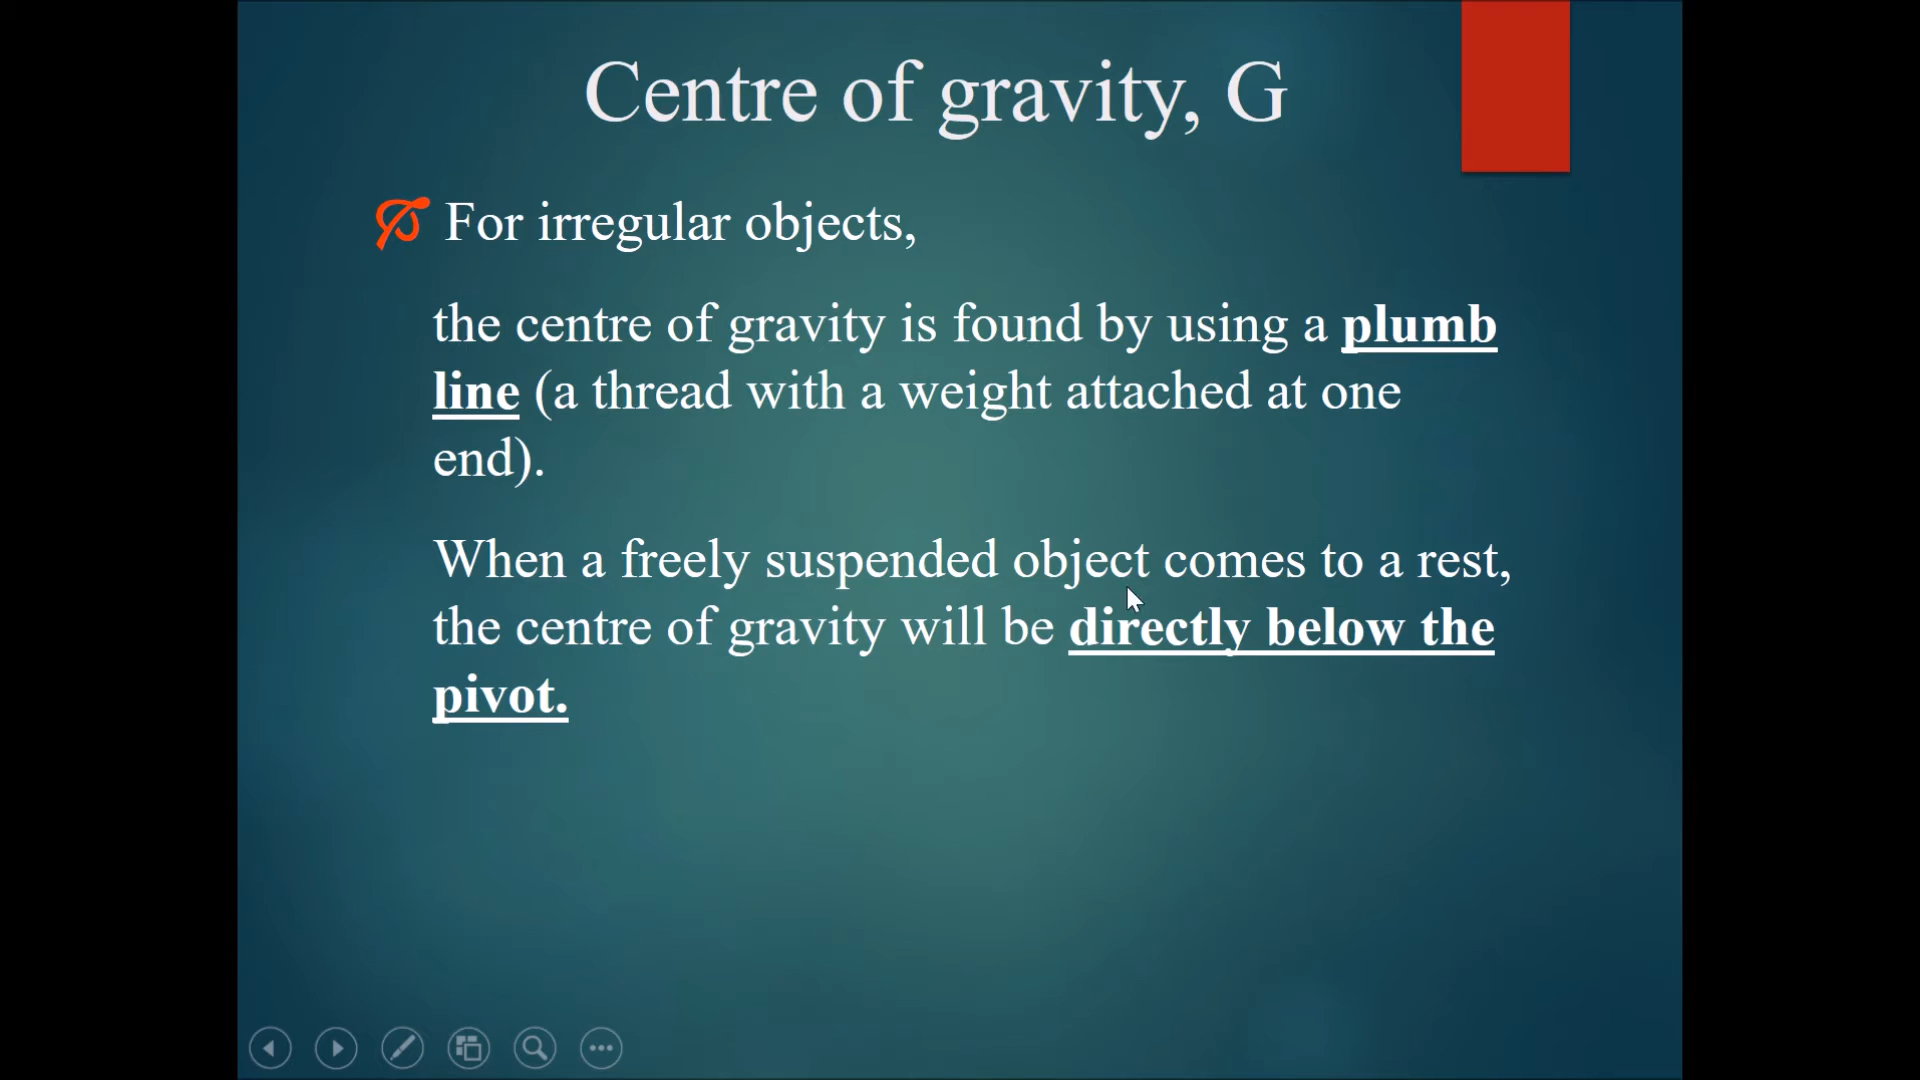 Centre of gravity, G
For irregular objects,
the centre of gravity is found by using a plumb
line (a thread with a weight attached at one
end).
When a freely suspended object comes to a rest,
the centre of gravity will be directly below the
pivot.